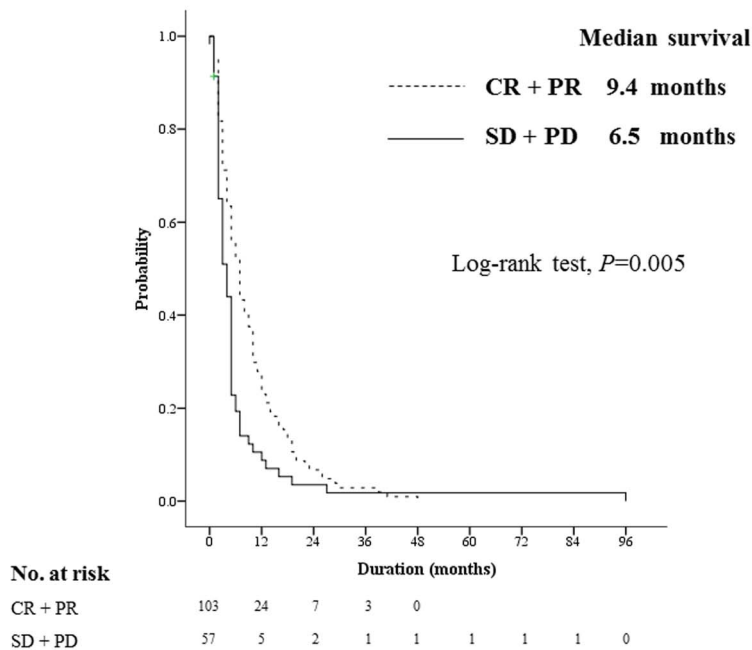 Median survival
CR + PR 9.4 months
SD + PD 6.5 months
Log-rank test, P=0.005
Probability
1.0
0.8
0.6
0.4
0.2
0.0
0 12 24 36 48 60 72 84 96
Duration (months)
No. at risk
CR + PR 103 24 7 3 0
SD + PD 57 5 2 1 1 1 1 1 0